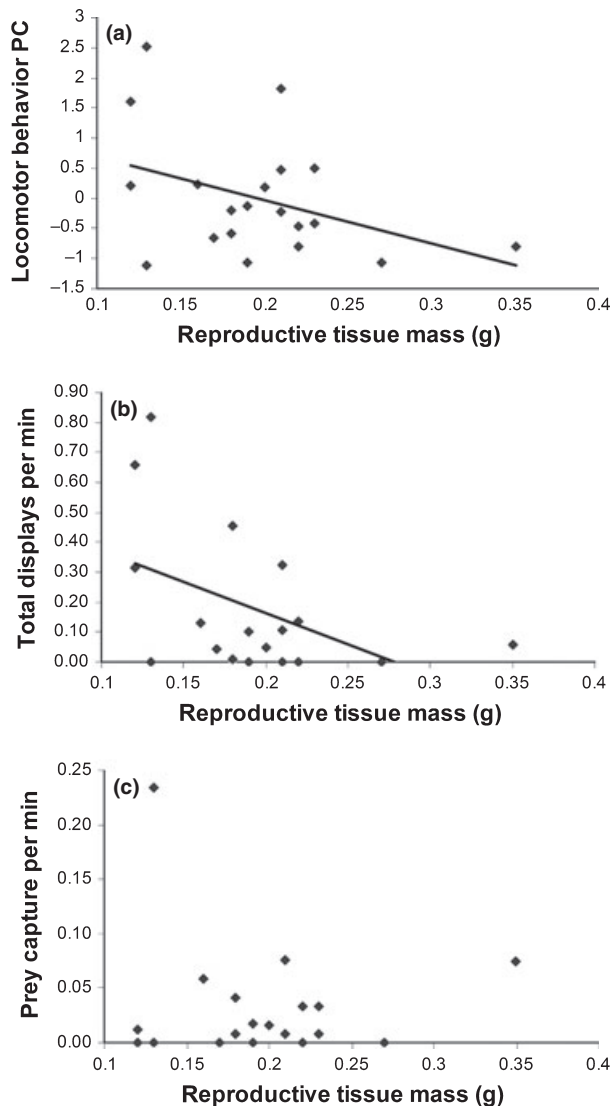 (a)
Locomotor behavior PC
3
2.5
2
1.5
1
0.5
0
–0.5
–1
–1.5
0.1 0.15 0.2 0.25 0.3 0.35 0.4
Reproductive tissue mass (g)
(b)
Total displays per min
0.90
0.80
0.70
0.60
0.50
0.40
0.30
0.20
0.10
0.00
0.1 0.15 0.2 0.25 0.3 0.35 0.4
Reproductive tissue mass (g)
(c)
Prey capture per min
0.25
0.20
0.15
0.10
0.05
0.00
0.1 0.15 0.2 0.25 0.3 0.35 0.4
Reproductive tissue mass (g)